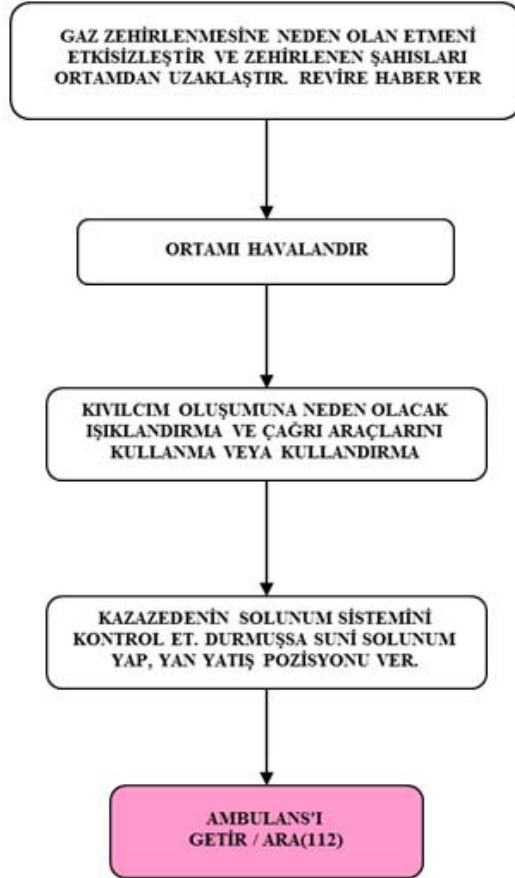 GAZ ZEHİRLENMESİNE NEDEN OLAN ETMENİ
ETKİSİZLEŞTİR VE ZEHİRLENEN ŞAHISLARI
ORTAMDAN UZAKLAŞTIR. REVİRE HABER VER
ORTAMI HAVALANDIR
KIVILCIM OLUŞUMUNA NEDEN OLACAK
IŞIKLANDIRMA VE ÇAĞRI ARAÇLARINI
KULLANMA VEYA KULLANDIRMA
KAZAZEDENİN SOLUNUM SİSTEMİNİ
KONTROL ET. DURMUŞSA SUNİ SOLUNUM
YAP, YAN YATIŞ POZİSYONU VER.
AMBULANS'I
GETİR / ARA(112)